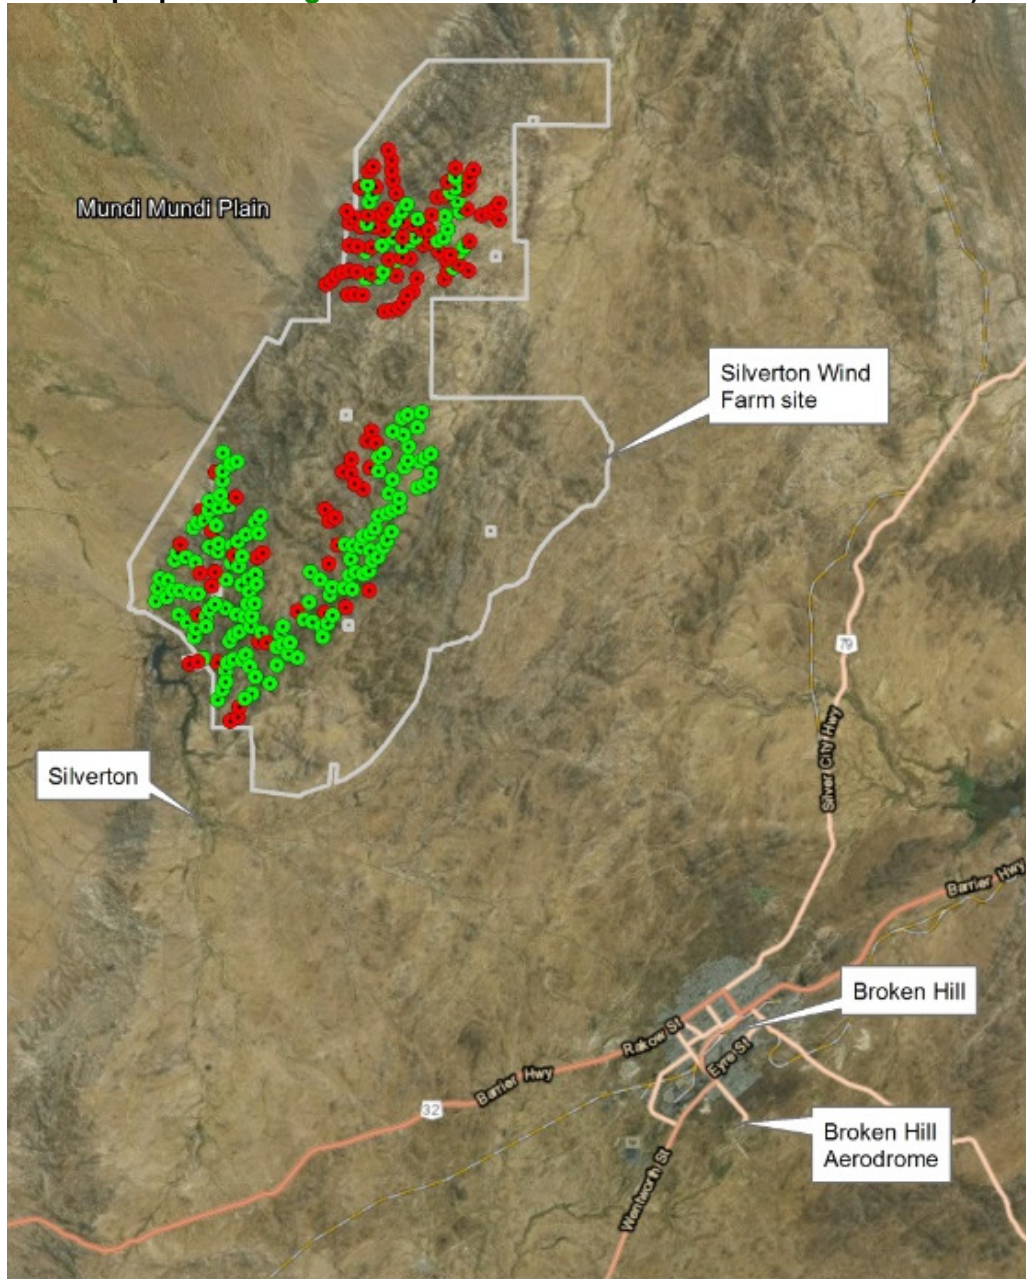 Mundi Mundi Plain
Silverton Wind
Farm site
79
Silver City Hwy
Silverton
Barrier Hwy
Broken Hill
Rakow St
Eyre St
Barrier Hwy
32
Broken Hill
Aerodrome
Wentworth St